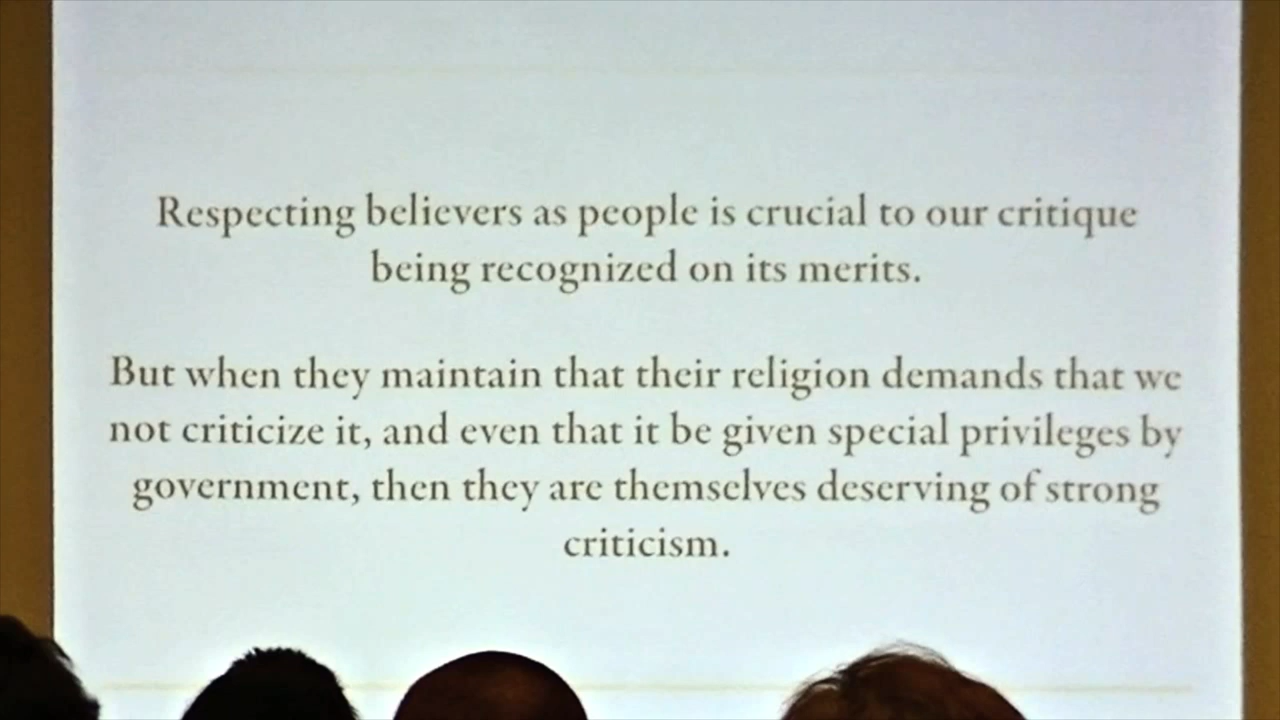 Respecting believers as people is crucial to our critique
being recognized on its merits.
But when they maintain that their religion demands that we
not criticize it, and even that it be given special privileges by
government, then they are themselves deserving of strong
criticism.